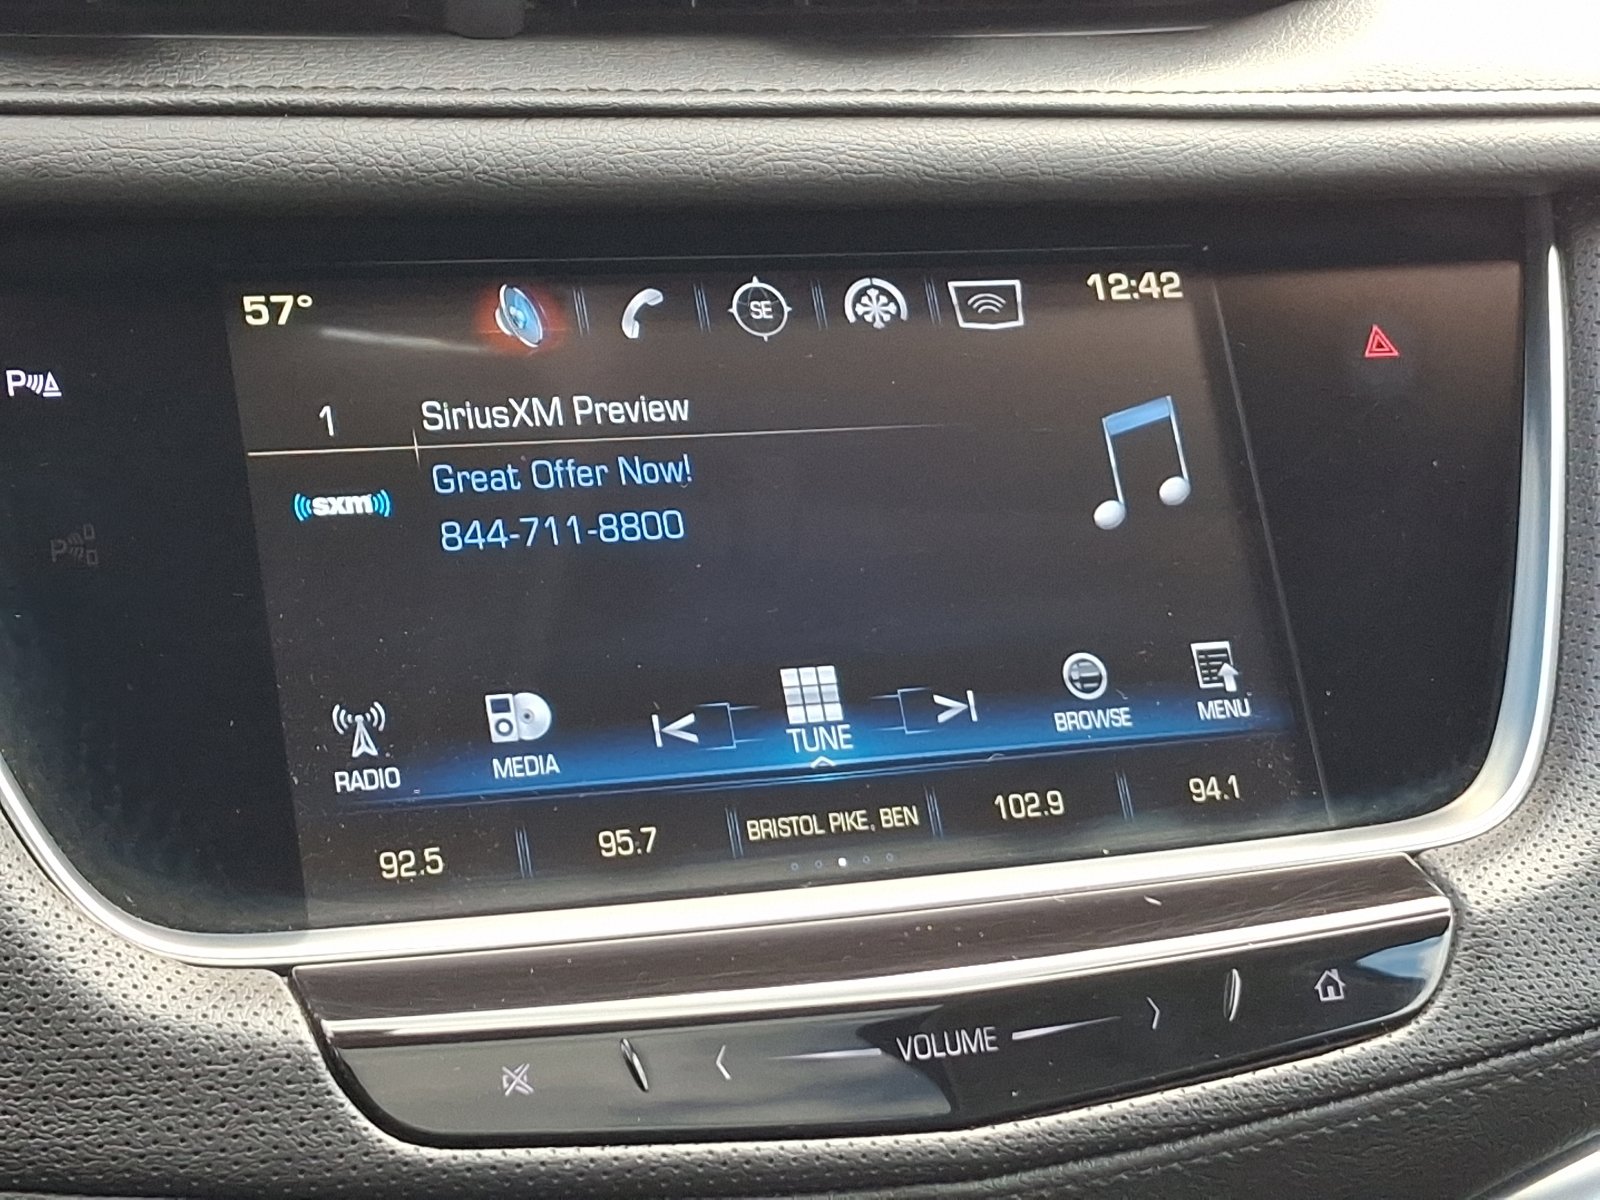 57°
SE
12:42
P
1
SiriusXM Preview
sxm
Great Offer Now!
844-711-8800
P
RADIO
MEDIA
TUNE
BROWSE
MENU
92.5
95.7
BRISTOL PIKE, BEN
102.9
94.1
VOLUME